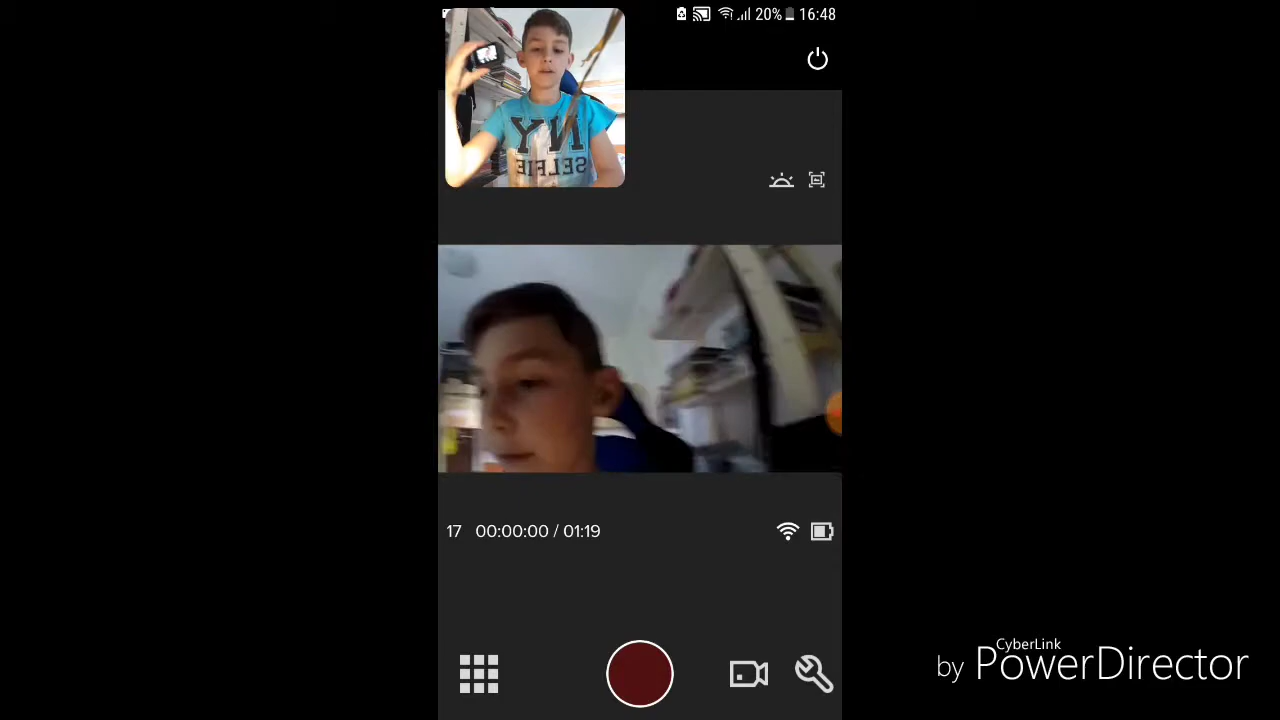 20% 16:48
NY
SELFIE
17 00:00:00 / 01:19
CyberLink
by PowerDirector